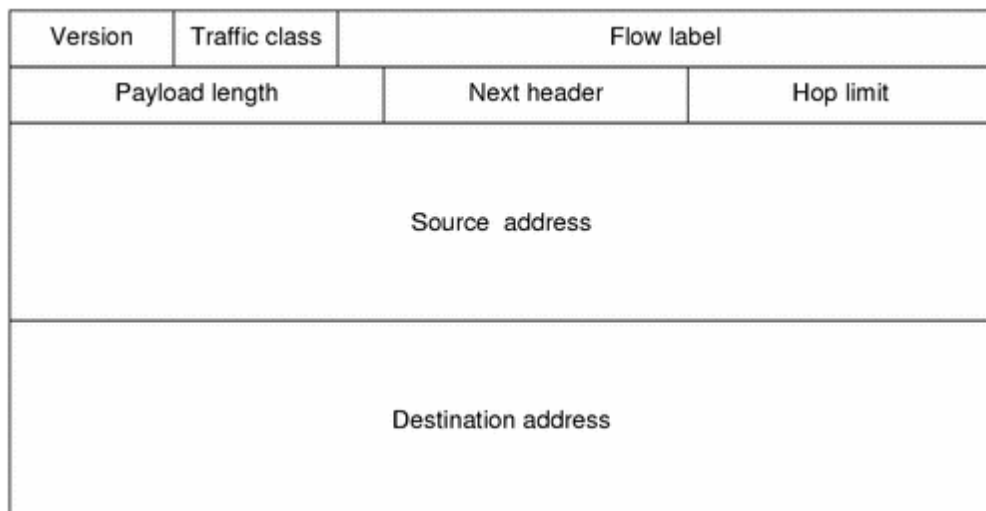 Version Traffic class Flow label
Payload length Next header Hop limit
Source address
Destination address